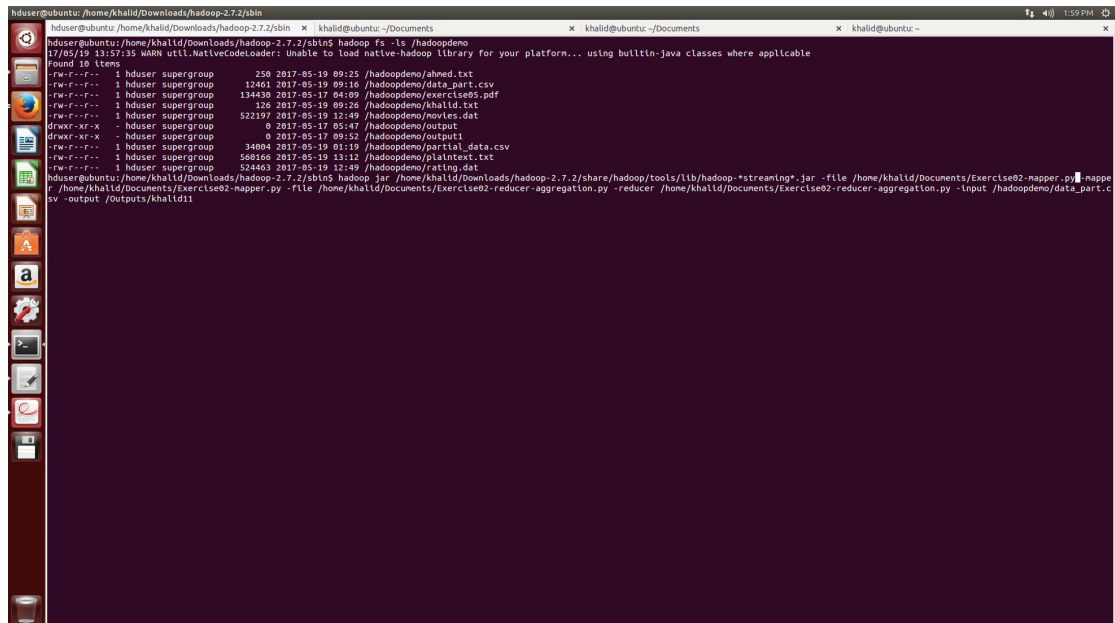 hduser@ubuntu: /home/khalid/Downloads/hadoop-2.7.2/sbin
1:59 PM
hduser@ubuntu: /home/khalid/Downloads/hadoop-2.7.2/sbin x khalid@ubuntu: ~/Documents x khalid@ubuntu: ~/Documents x khalid@ubuntu: ~ x
hduser@ubuntu:/home/khalid/Downloads/hadoop-2.7.2/sbin$ hadoop fs -ls /hadoopdemo
17/05/19 13:57:35 WARN util.NativeCodeLoader: Unable to load native-hadoop library for your platform... using builtin-java classes where applicable
Found 10 items
-rw-r--r--   1 hduser supergroup        250 2017-05-19 09:25 /hadoopdemo/ahmed.txt
-rw-r--r--   1 hduser supergroup      12461 2017-05-19 09:16 /hadoopdemo/data_part.csv
-rw-r--r--   1 hduser supergroup     134430 2017-05-17 04:09 /hadoopdemo/exercise05.pdf
-rw-r--r--   1 hduser supergroup        126 2017-05-19 09:26 /hadoopdemo/khalid.txt
-rw-r--r--   1 hduser supergroup     522197 2017-05-19 12:49 /hadoopdemo/movies.dat
drwxr-xr-x   - hduser supergroup          0 2017-05-17 05:47 /hadoopdemo/output
drwxr-xr-x   - hduser supergroup          0 2017-05-17 09:52 /hadoopdemo/output1
-rw-r--r--   1 hduser supergroup      34004 2017-05-19 01:19 /hadoopdemo/partial_data.csv
-rw-r--r--   1 hduser supergroup     560166 2017-05-19 13:12 /hadoopdemo/plaintext.txt
-rw-r--r--   1 hduser supergroup     524463 2017-05-19 12:49 /hadoopdemo/rating.dat
hduser@ubuntu:/home/khalid/Downloads/hadoop-2.7.2/sbin$ hadoop jar /home/khalid/Downloads/hadoop-2.7.2/share/hadoop/tools/lib/hadoop-*streaming*.jar -file /home/khalid/Documents/Exercise02-mapper.py -mappe
r /home/khalid/Documents/Exercise02-mapper.py -file /home/khalid/Documents/Exercise02-reducer-aggregation.py -reducer /home/khalid/Documents/Exercise02-reducer-aggregation.py -input /hadoopdemo/data_part.c
sv -output /Outputs/khalid11